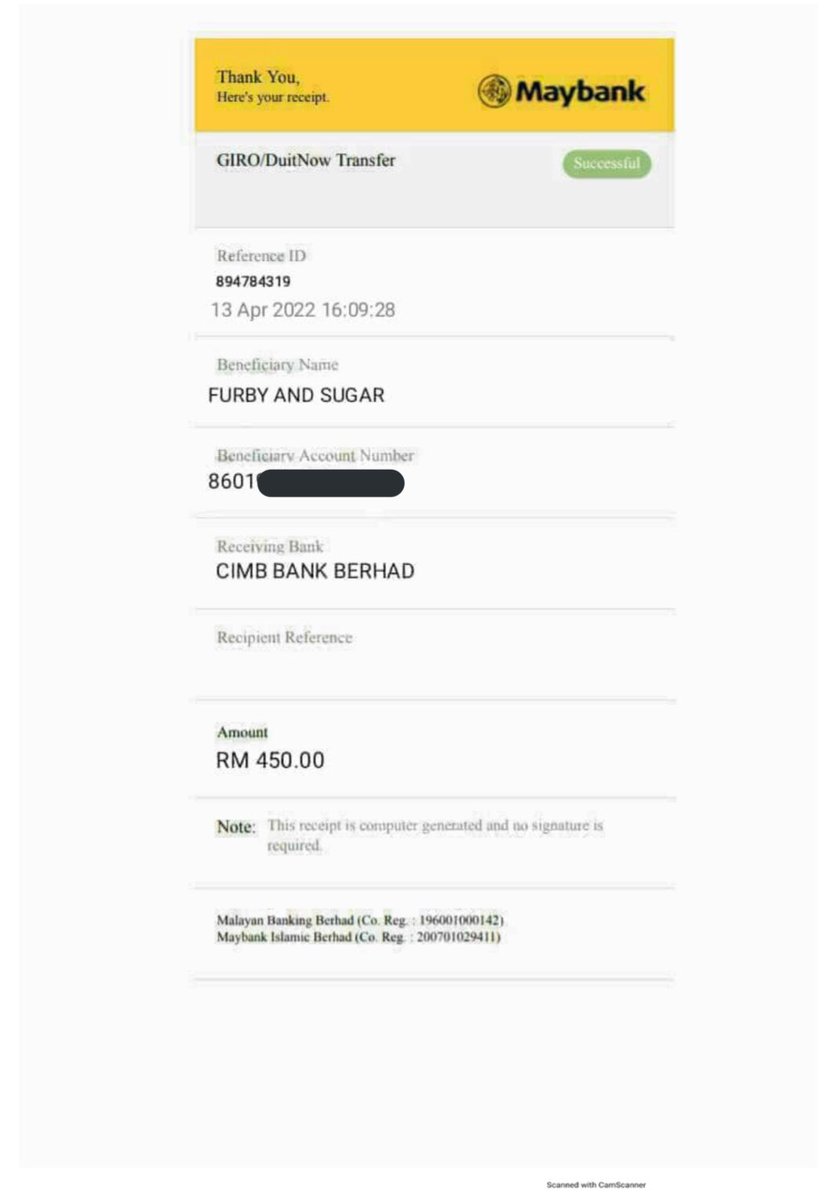 Thank You,
Here's your receipt.
Maybank
GIRO/DuitNow Transfer
Successful
Reference ID
894784319
13 Apr 2022 16:09:28
Beneficiary Name
FURBY AND SUGAR
Beneficiary Account Number
8601
Receiving Bank
CIMB BANK BERHAD
Recipient Reference
Amount
RM 450.00
Note: This receipt is computer generated and no signature is
required.
Malayan Banking Berhad (Co. Reg. : 196001000142)
Maybank Islamic Berhad (Co. Reg. : 200701029411)
Scanned with CamScanner